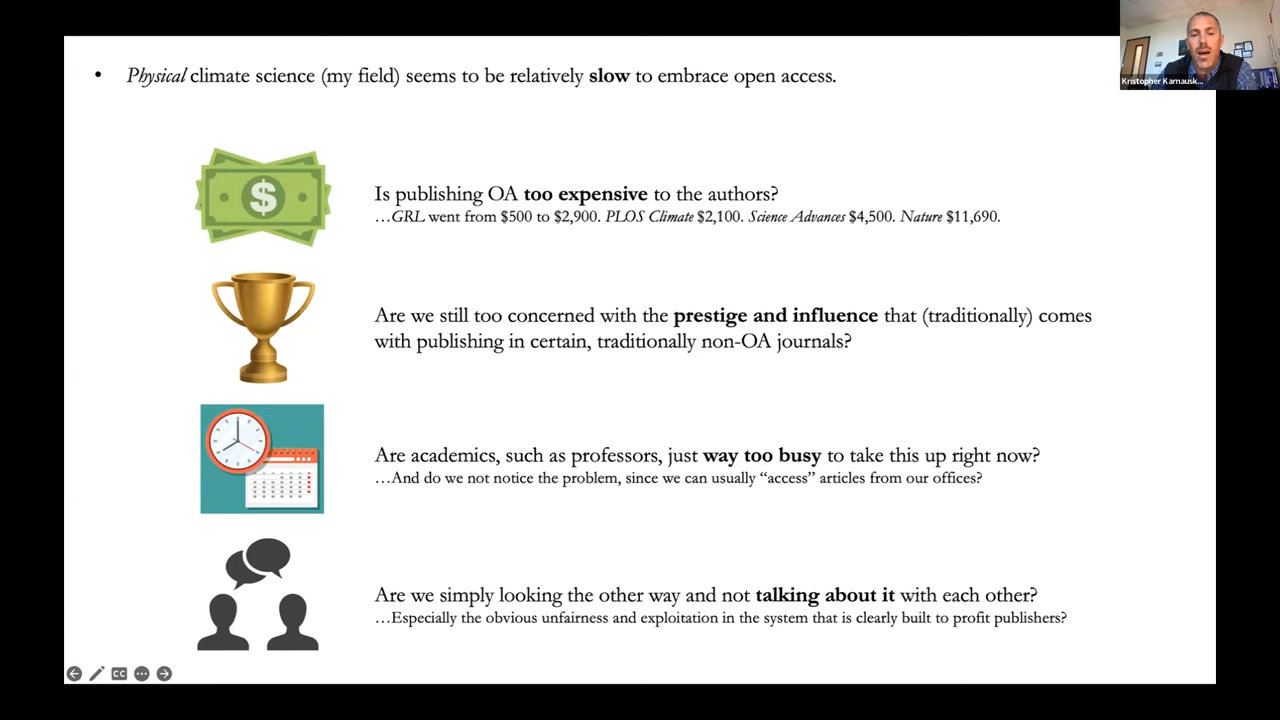 • Physical climate science (my field) seems to be relatively slow to embrace open access.
Kristopher Karnausk...
$
Is publishing OA too expensive to the authors?
…GRL went from $500 to $2,900. PLOS Climate $2,100. Science Advances $4,500. Nature $11,690.
Are we still too concerned with the prestige and influence that (traditionally) comes
with publishing in certain, traditionally non-OA journals?
Are academics, such as professors, just way too busy to take this up right now?
…And do we not notice the problem, since we can usually “access” articles from our offices?
Are we simply looking the other way and not talking about it with each other?
…Especially the obvious unfairness and exploitation in the system that is clearly built to profit publishers?
CC